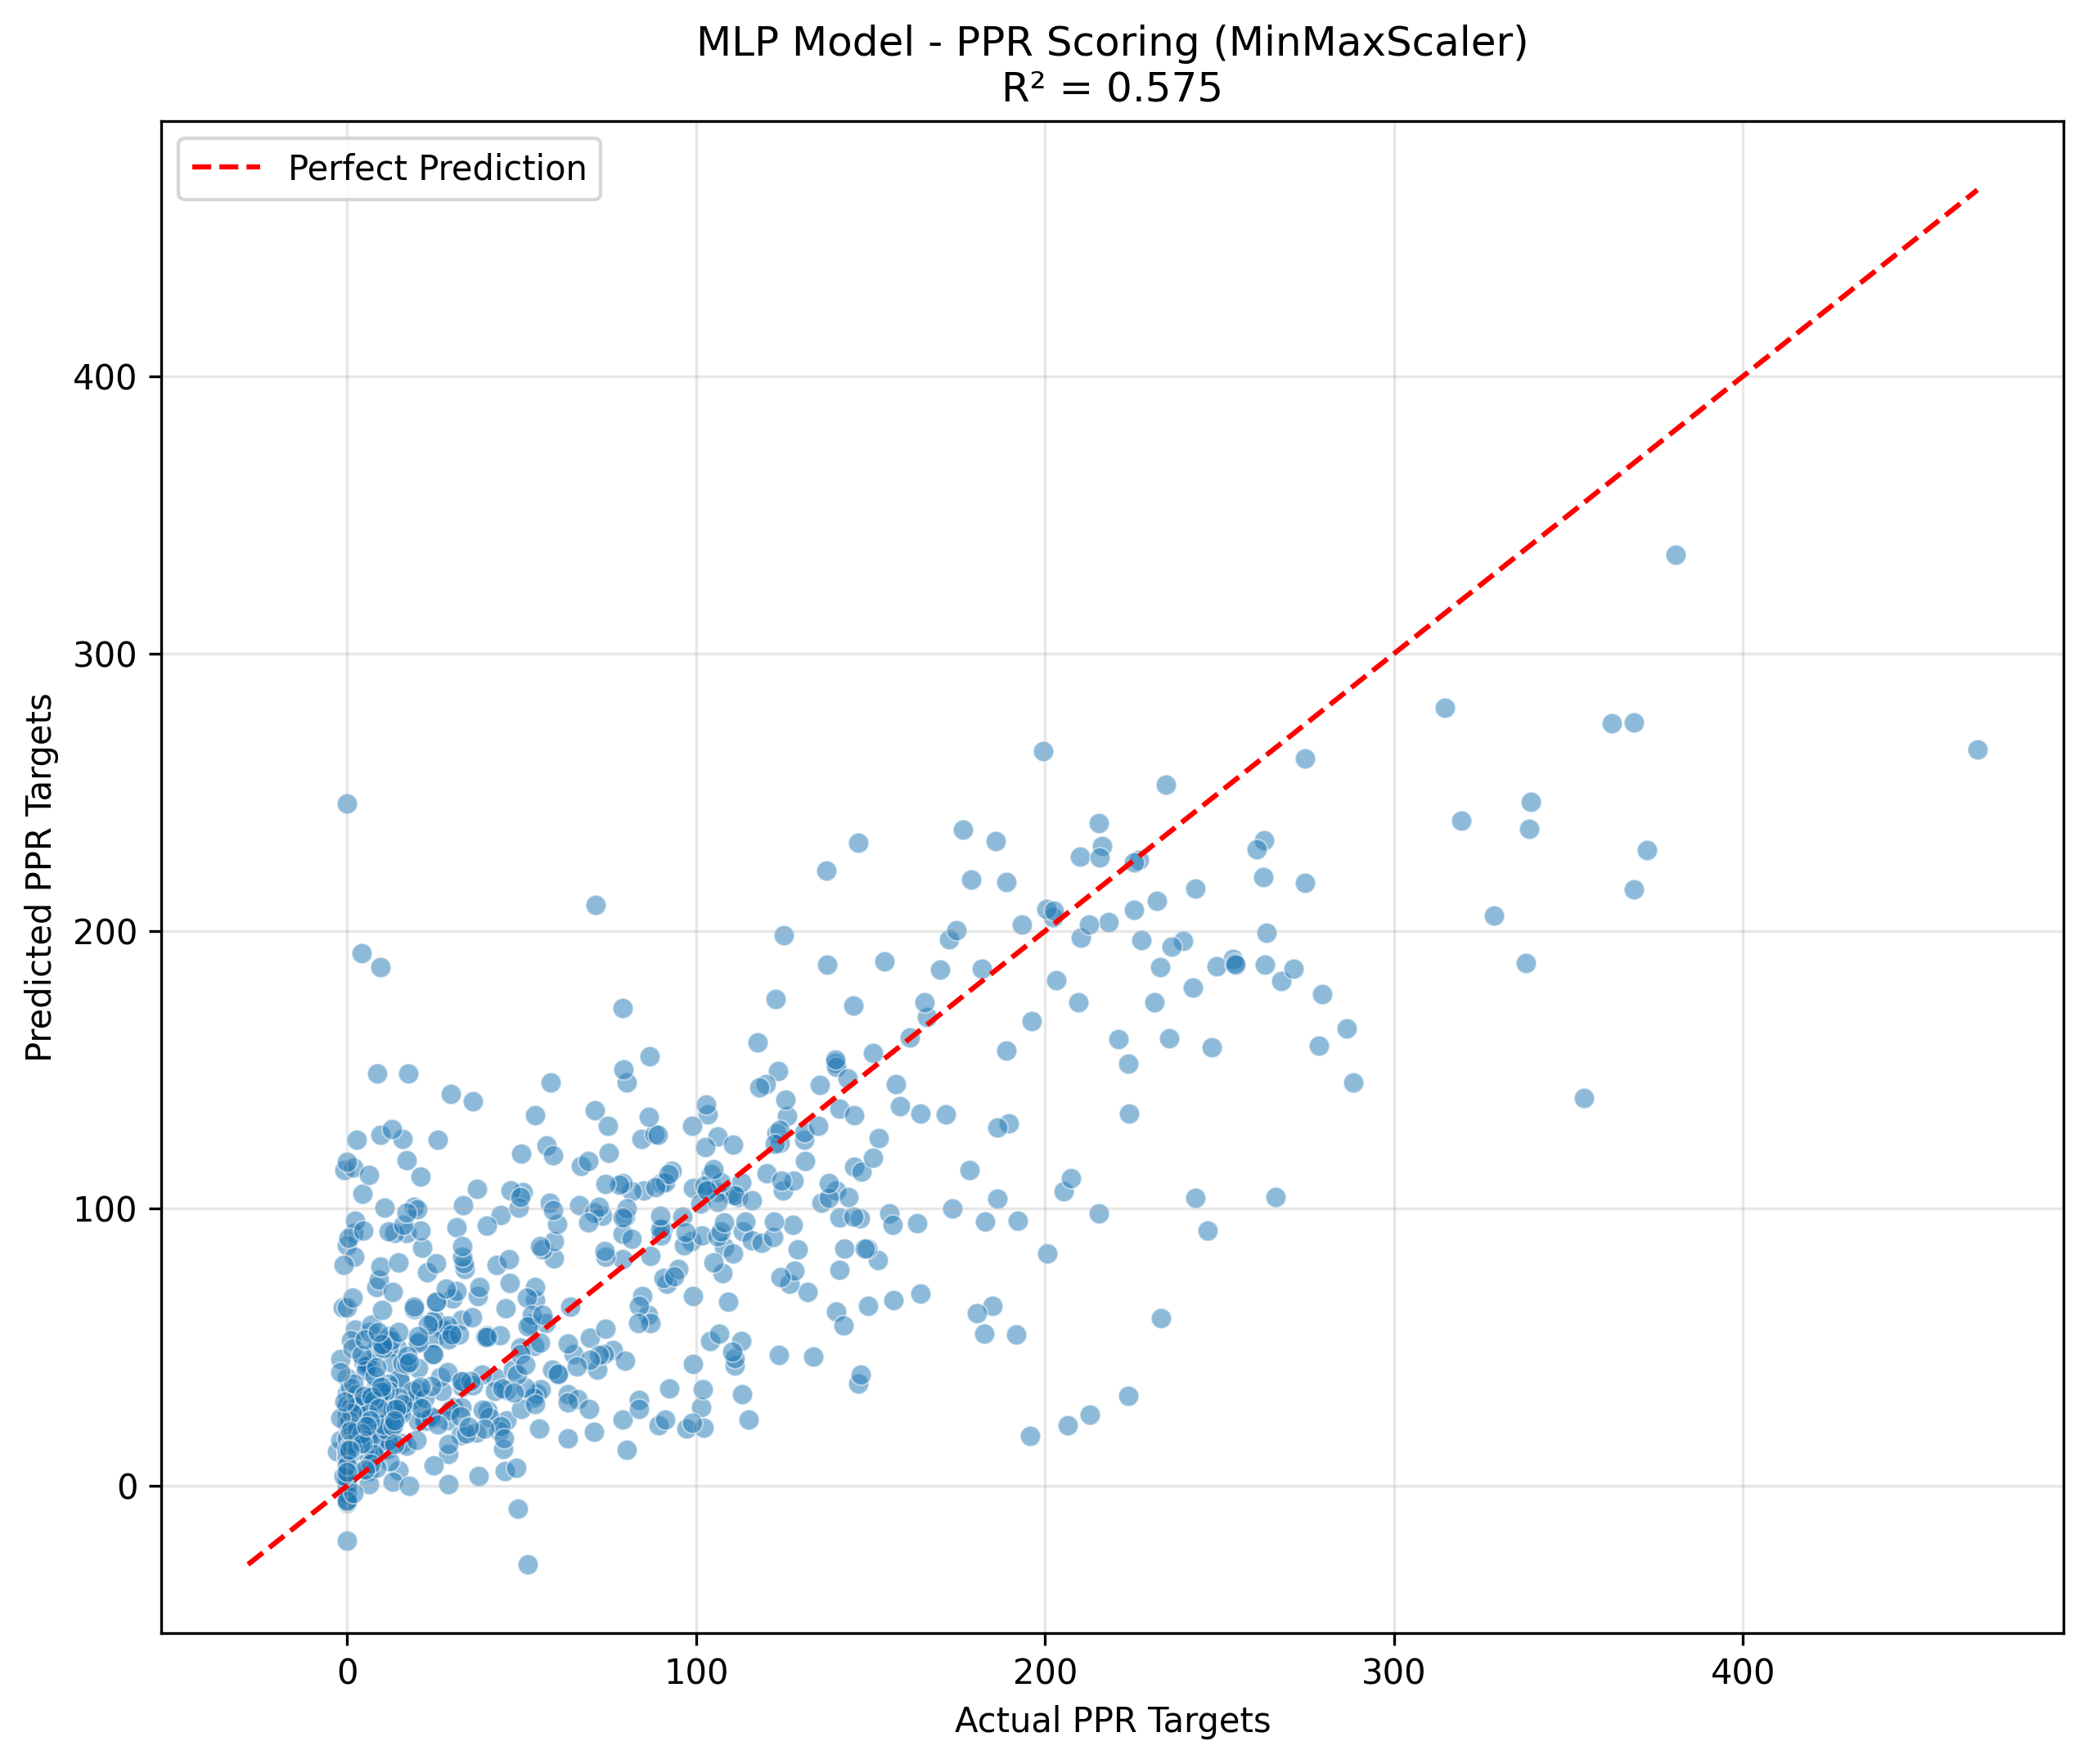 MLP Model - PPR Scoring (MinMaxScaler)
R² = 0.575
Perfect Prediction
400
300
200
100
0
Predicted PPR Targets
0 100 200 300 400
Actual PPR Targets